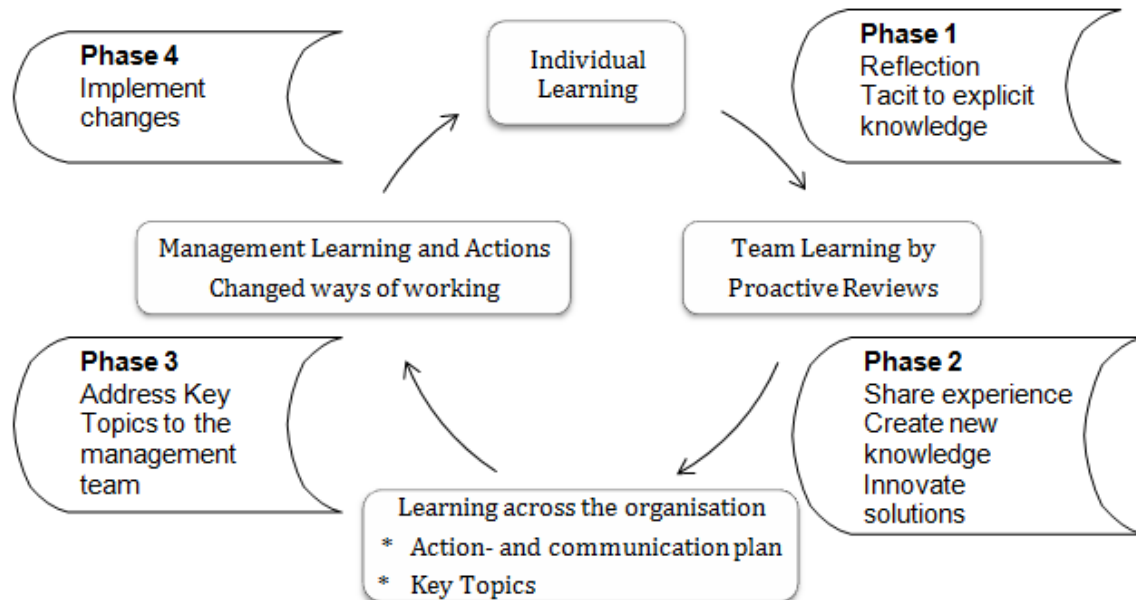 Phase 4
Implement
changes
Individual
Learning
Phase 1
Reflection
Tacit to explicit
knowledge
Management Learning and Actions
Changed ways of working
Team Learning by
Proactive Reviews
Phase 3
Address Key
Topics to the
management
team
Phase 2
Share experience
Create new
knowledge
Innovate
solutions
Learning across the organisation
* Action- and communication plan
* Key Topics